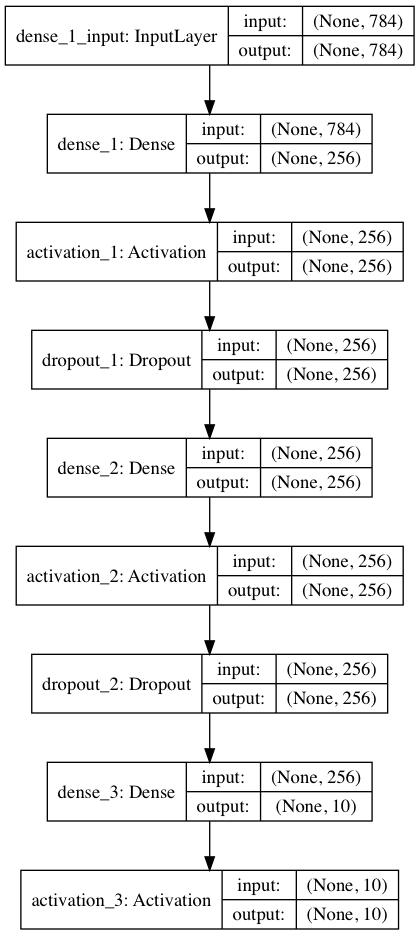 dense_1_input: InputLayer
input: (None, 784)
output: (None, 784)
dense_1: Dense
input: (None, 784)
output: (None, 256)
activation_1: Activation
input: (None, 256)
output: (None, 256)
dropout_1: Dropout
input: (None, 256)
output: (None, 256)
dense_2: Dense
input: (None, 256)
output: (None, 256)
activation_2: Activation
input: (None, 256)
output: (None, 256)
dropout_2: Dropout
input: (None, 256)
output: (None, 256)
dense_3: Dense
input: (None, 256)
output: (None, 10)
activation_3: Activation
input: (None, 10)
output: (None, 10)